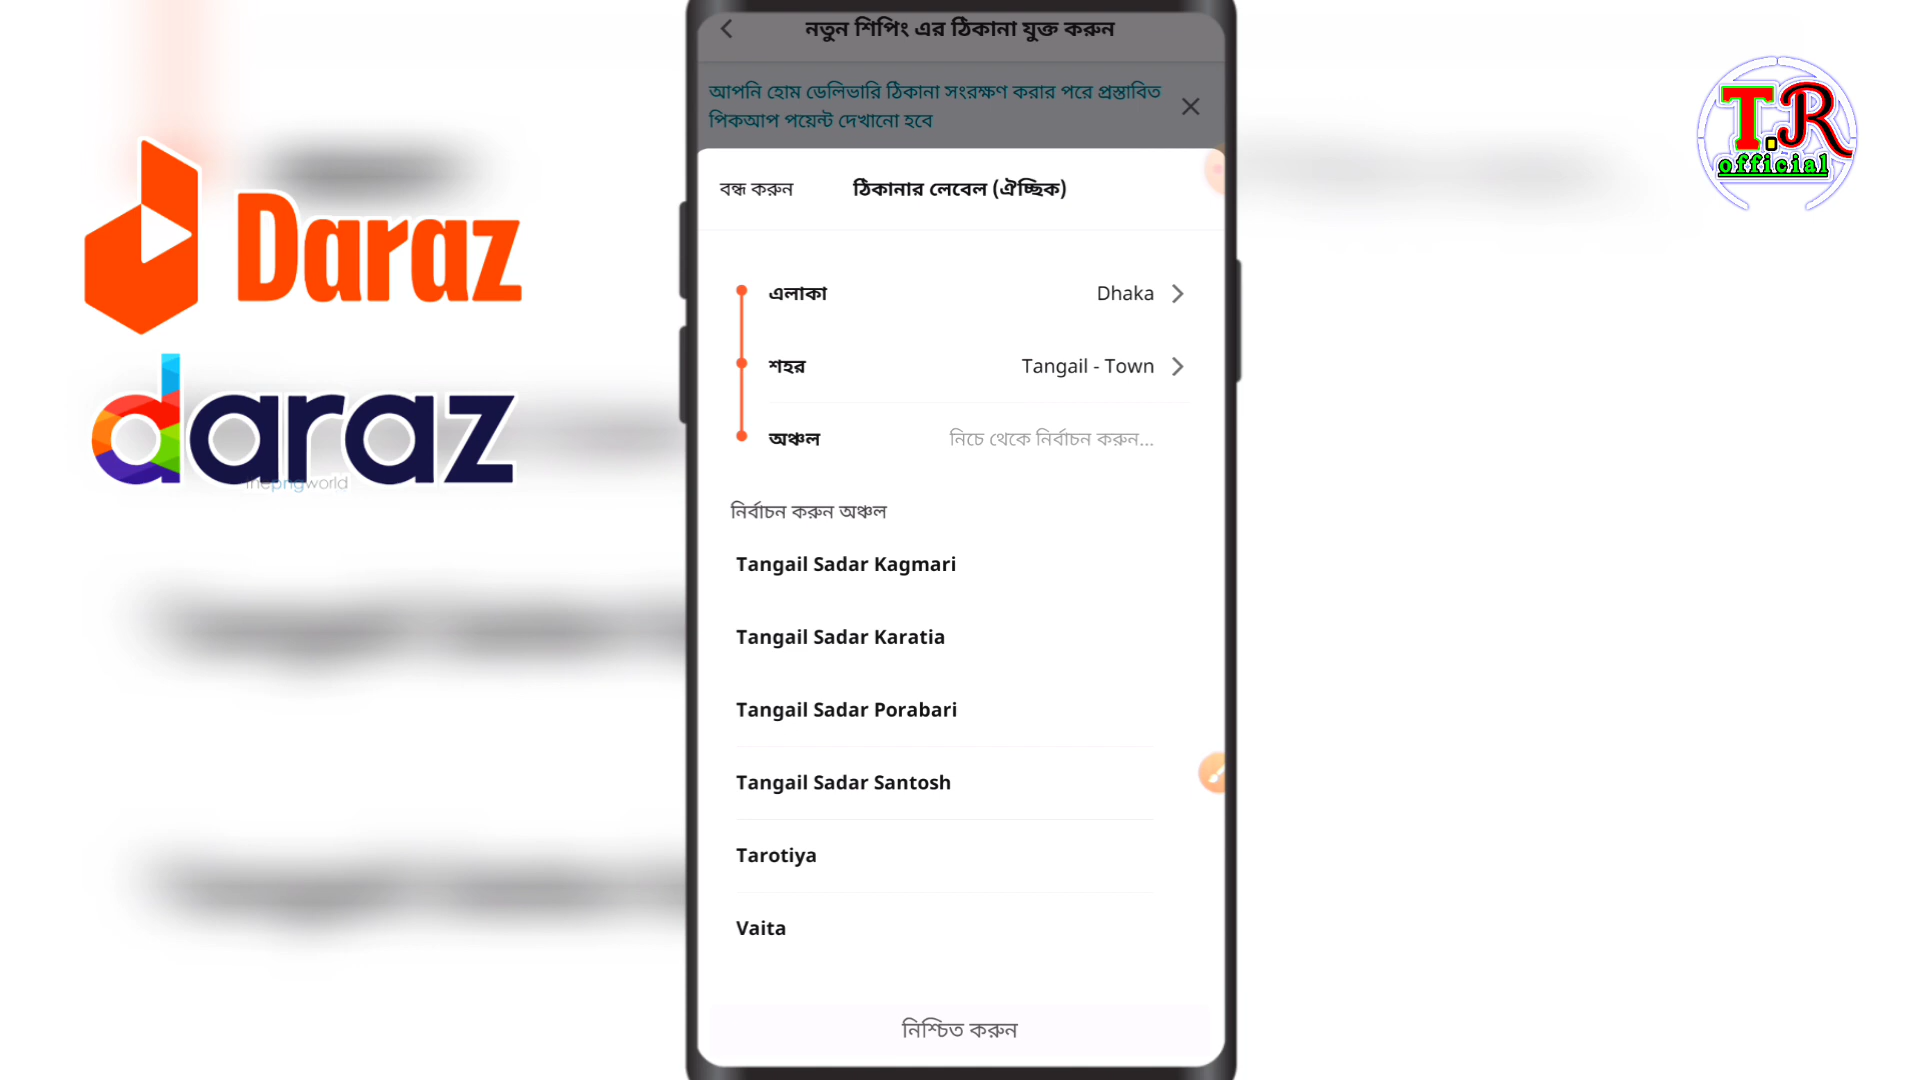 নতুন শিপিং এর ঠিকানা যুক্ত করুন
আপনি হোম ডেলিভারি ঠিকানা সংরক্ষণ করার পরে প্রস্তাবিত
পিকআপ পয়েন্ট দেখানো হবে
T.R
official
Daraz
daraz
thepngworld
বন্ধ করুন
ঠিকানার লেবেল (ঐচ্ছিক)
এলাকা
Dhaka
শহর
Tangail - Town
অঞ্চল
নিচে থেকে নির্বাচন করুন...
নির্বাচন করুন অঞ্চল
Tangail Sadar Kagmari
Tangail Sadar Karatia
Tangail Sadar Porabari
Tangail Sadar Santosh
Tarotiya
Vaita
নিশ্চিত করুন